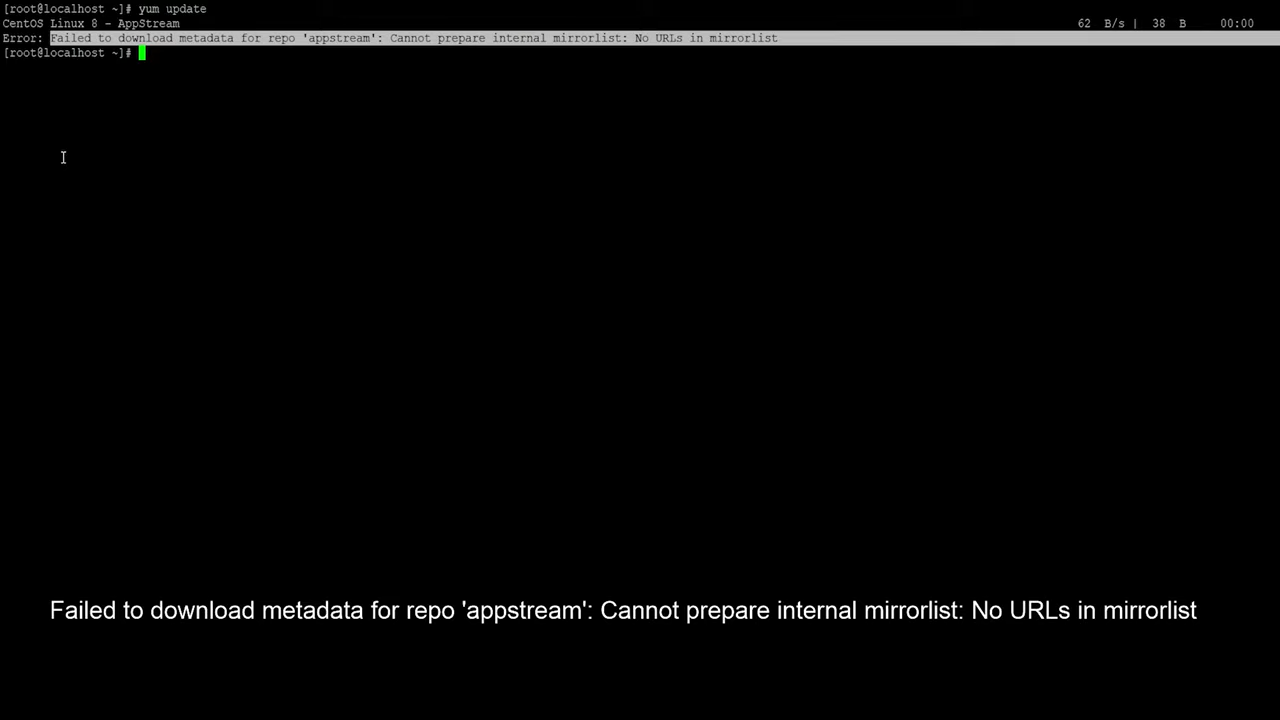 [root@localhost ~]# yum update
CentOS Linux 8 - AppStream 62 B/s | 38 B 00:00
Error: Failed to download metadata for repo 'appstream': Cannot prepare internal mirrorlist: No URLs in mirrorlist
[root@localhost ~]#
Failed to download metadata for repo 'appstream': Cannot prepare internal mirrorlist: No URLs in mirrorlist